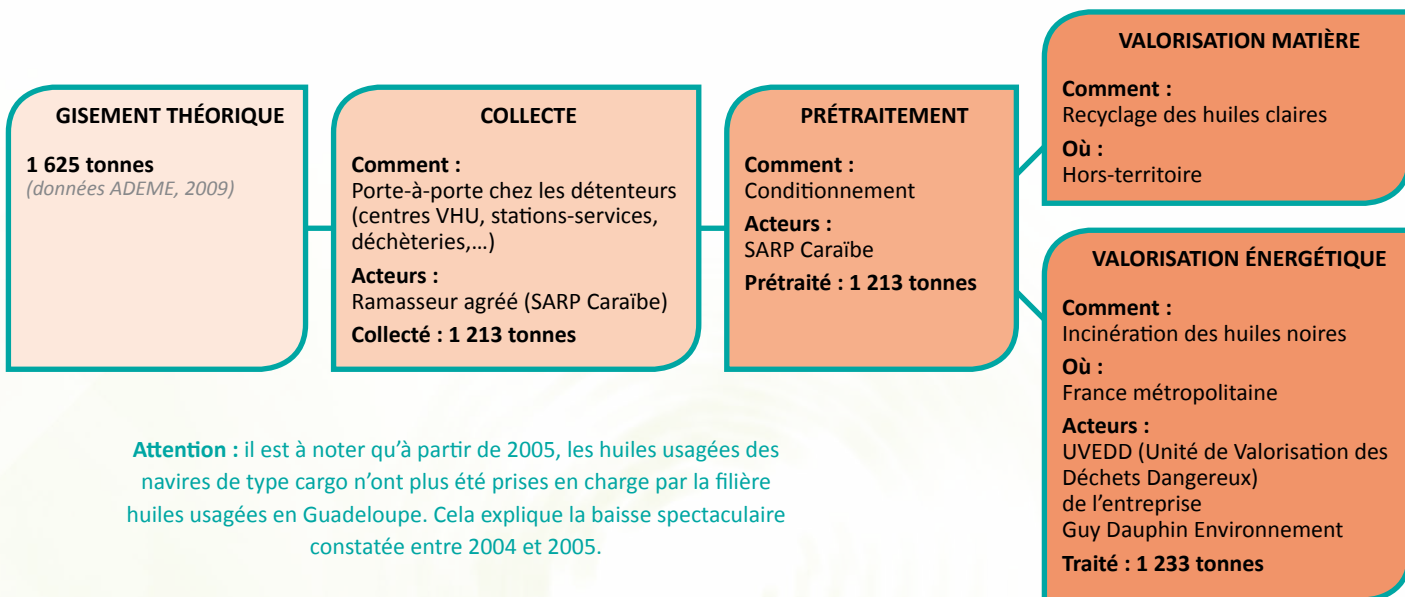 GISEMENT THÉORIQUE
1 625 tonnes
(données ADEME, 2009)
COLLECTE
Comment :
Porte-à-porte chez les détenteurs
(centres VHU, stations-services,
déchèteries,...)
Acteurs :
Ramasseur agréé (SARP Caraïbe)
Collecté : 1 213 tonnes
PRÉTRAITEMENT
Comment :
Conditionnement
Acteurs :
SARP Caraïbe
Prétraité : 1 213 tonnes
VALORISATION MATIÈRE
Comment :
Recyclage des huiles claires
Où :
Hors-territoire
VALORISATION ÉNERGÉTIQUE
Comment :
Incinération des huiles noires
Où :
France métropolitaine
Acteurs :
UVEDD (Unité de Valorisation des
Déchets Dangereux)
de l'entreprise
Guy Dauphin Environnement
Traité : 1 233 tonnes
Attention : il est à noter qu'à partir de 2005, les huiles usagées des
navires de type cargo n'ont plus été prises en charge par la filière
huiles usagées en Guadeloupe. Cela explique la baisse spectaculaire
constatée entre 2004 et 2005.